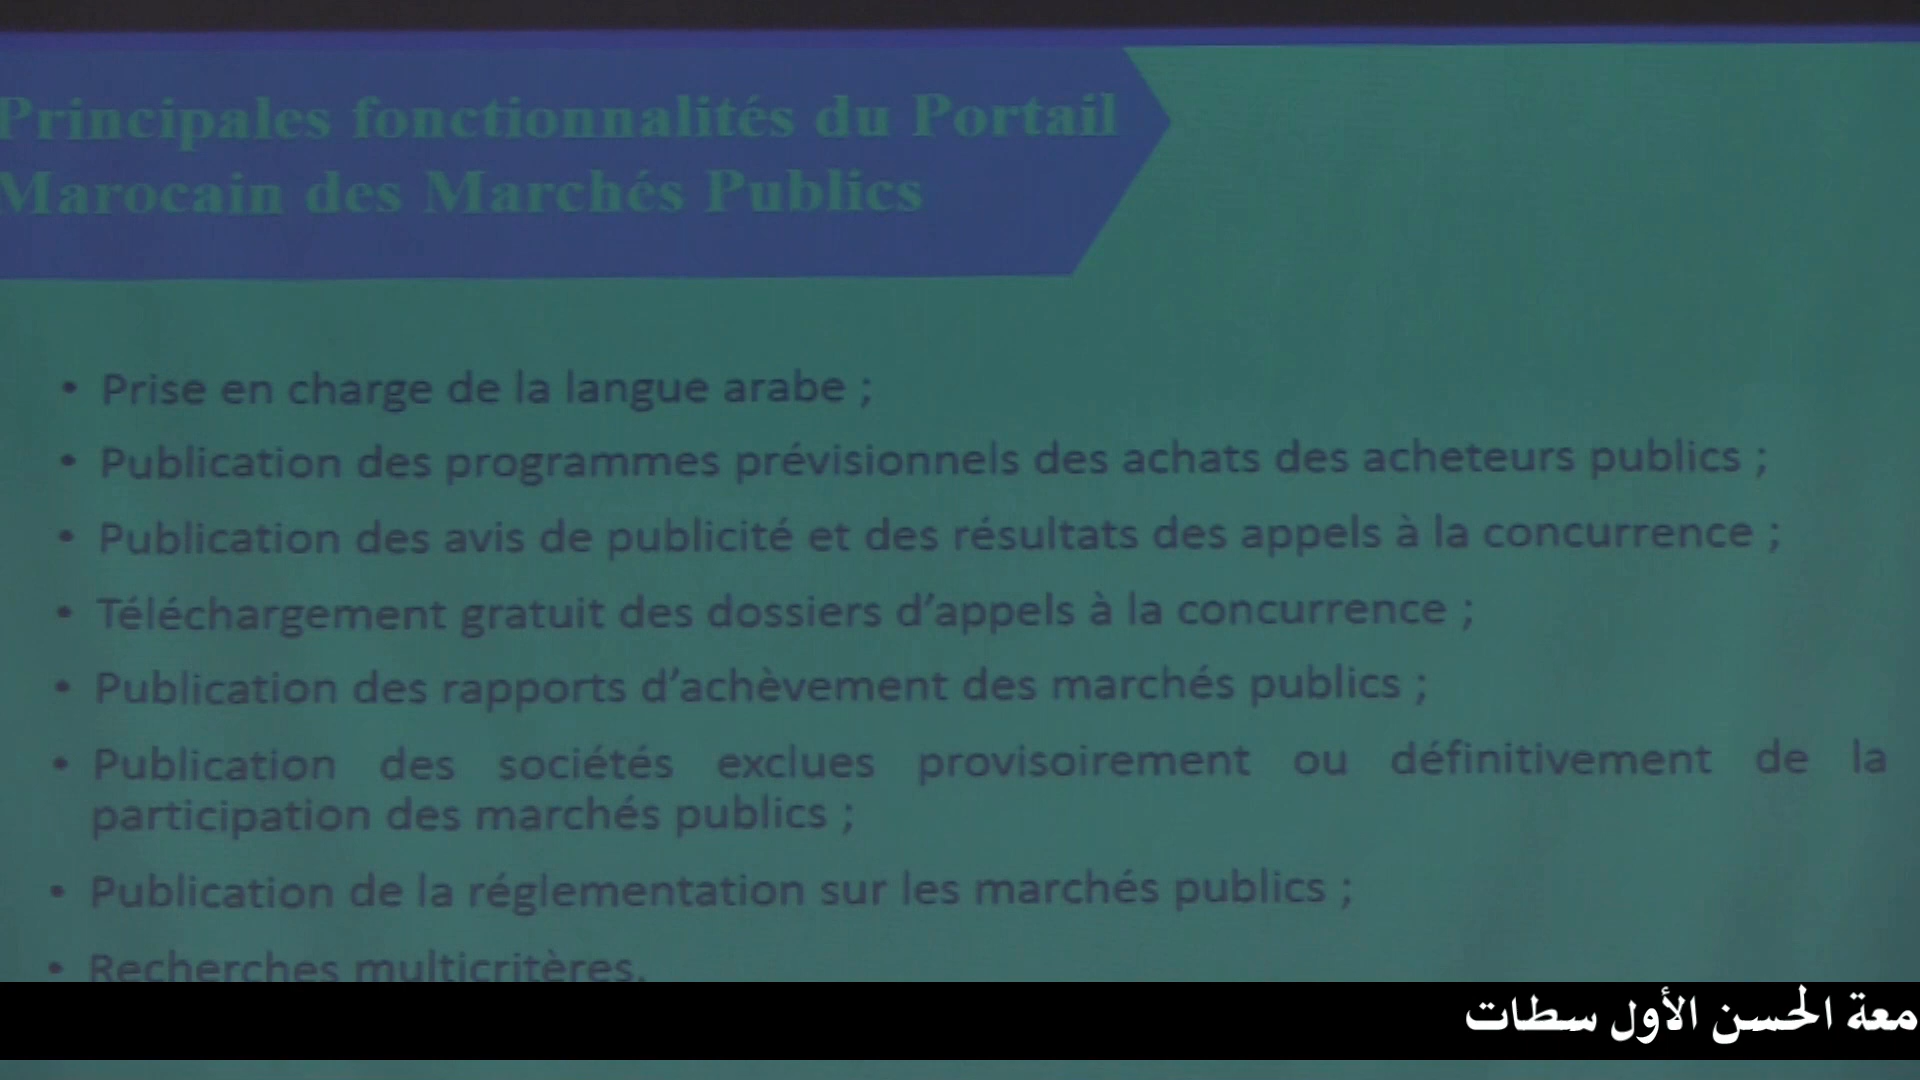 Principales fonctionnalités du Portail
Marocain des Marchés Publics
• Prise en charge de la langue arabe ;
• Publication des programmes prévisionnels des achats des acheteurs publics ;
• Publication des avis de publicité et des résultats des appels à la concurrence ;
• Téléchargement gratuit des dossiers d’appels à la concurrence ;
• Publication des rapports d’achèvement des marchés publics ;
• Publication des sociétés exclues provisoirement ou définitivement de la
participation des marchés publics ;
• Publication de la réglementation sur les marchés publics ;
• Recherches multicritères.
معة الحسن الأول سطات